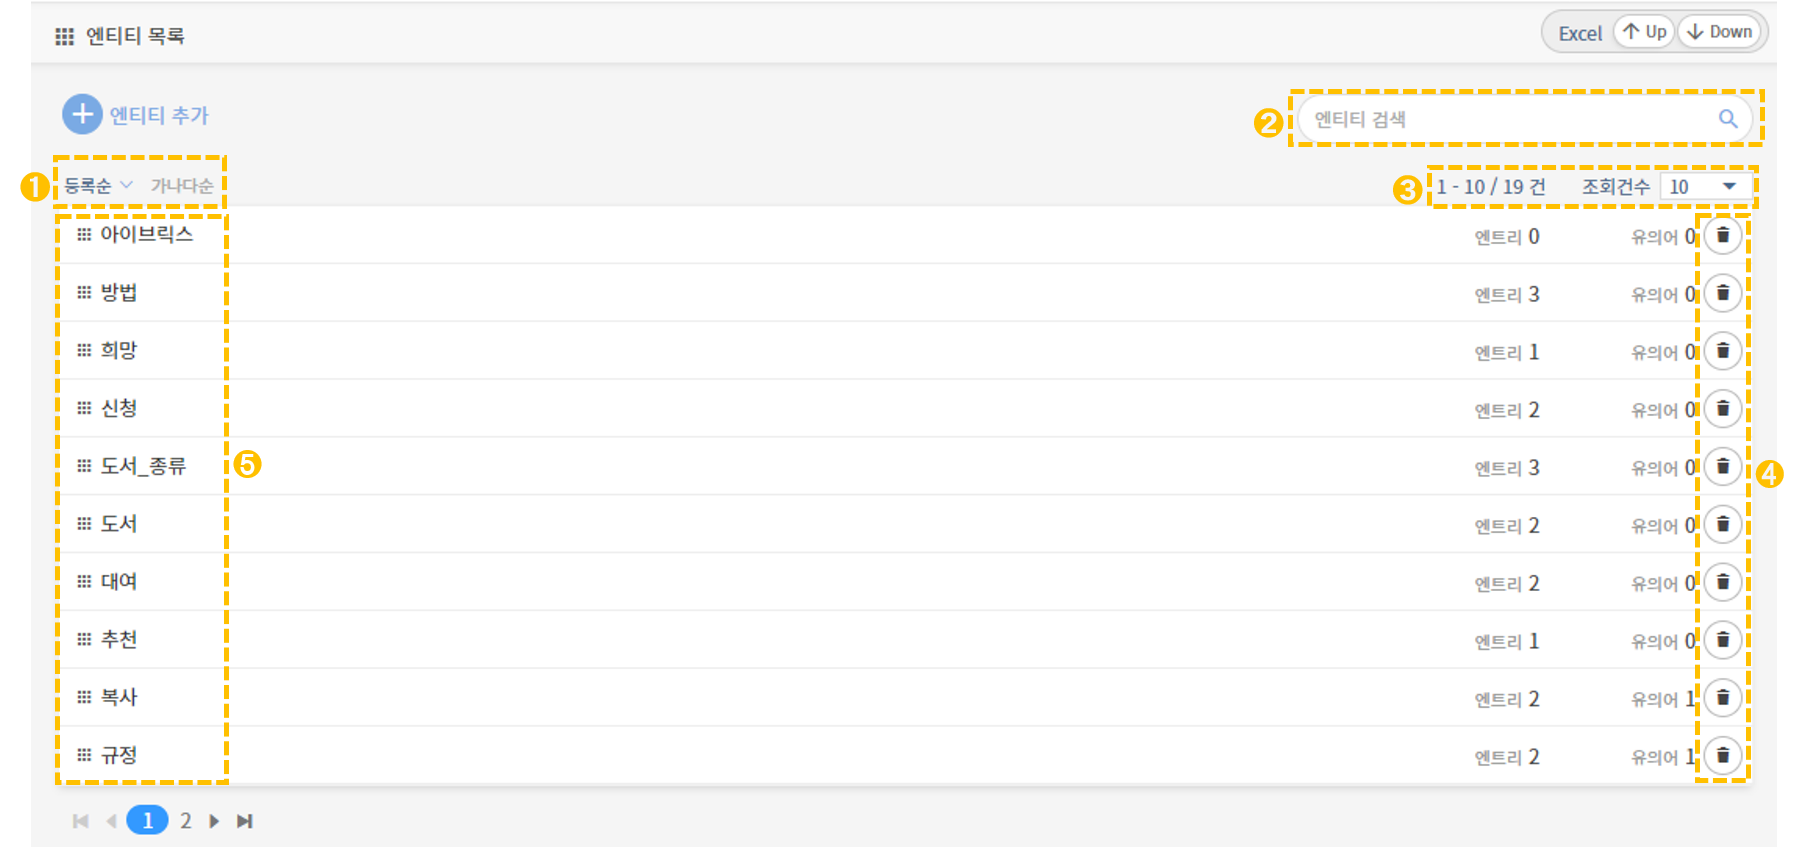 엔티티 목록 Excel Up Down
엔티티 추가
2 엔티티 검색
1 등록순 가나다순 3 1 - 10 / 19 건 조회건수 10
아이브릭스 엔트리 0 유의어 0
방법 엔트리 3 유의어 0
희망 엔트리 1 유의어 0
신청 엔트리 2 유의어 0
도서_종류 5 엔트리 3 유의어 0 4
도서 엔트리 2 유의어 0
대여 엔트리 2 유의어 0
추천 엔트리 1 유의어 0
복사 엔트리 2 유의어 1
규정 엔트리 2 유의어 1
1 2